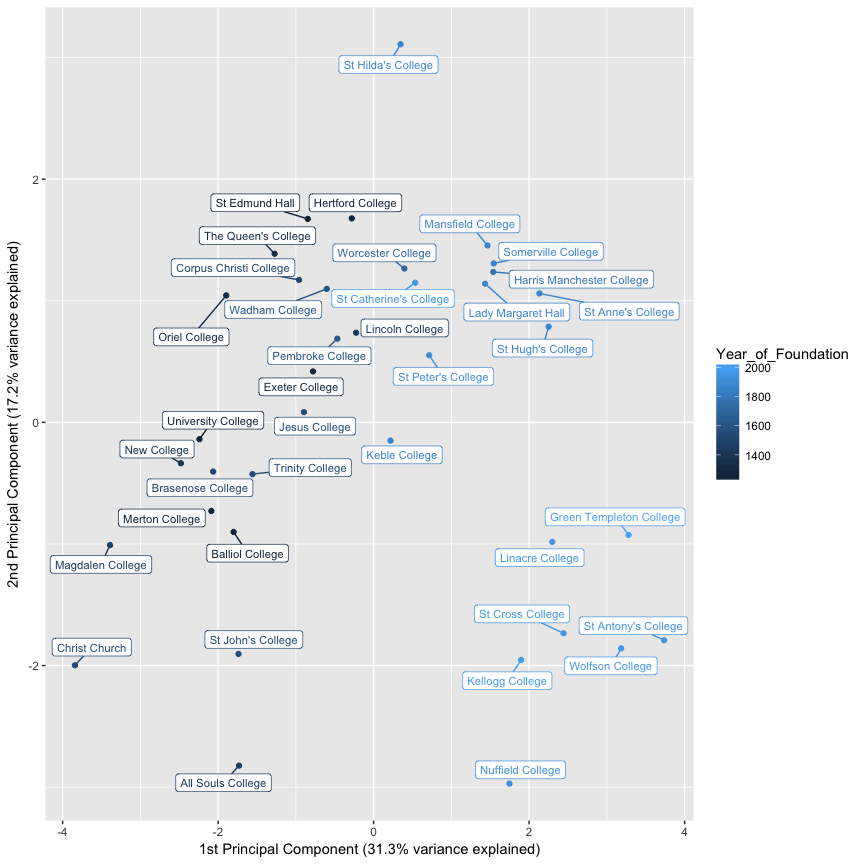 St Hilda's College
St Edmund Hall
Hertford College
Mansfield College
The Queen's College
Worcester College
Somerville College
Corpus Christi College
Harris Manchester College
St Catherine's College
Wadham College
Lady Margaret Hall
St Anne's College
Oriel College
Lincoln College
Pembroke College
St Hugh's College
St Peter's College
Exeter College
University College
Jesus College
New College
Keble College
Trinity College
Brasenose College
Merton College
Green Templeton College
Balliol College
Linacre College
Magdalen College
St Cross College
St Antony's College
St John's College
Christ Church
Wolfson College
Kellogg College
Nuffield College
All Souls College
2
0
-2
-4
-2
0
2
4
1st Principal Component (31.3% variance explained)
2nd Principal Component (17.2% variance explained)
Year_of_Foundation
2000
1800
1600
1400